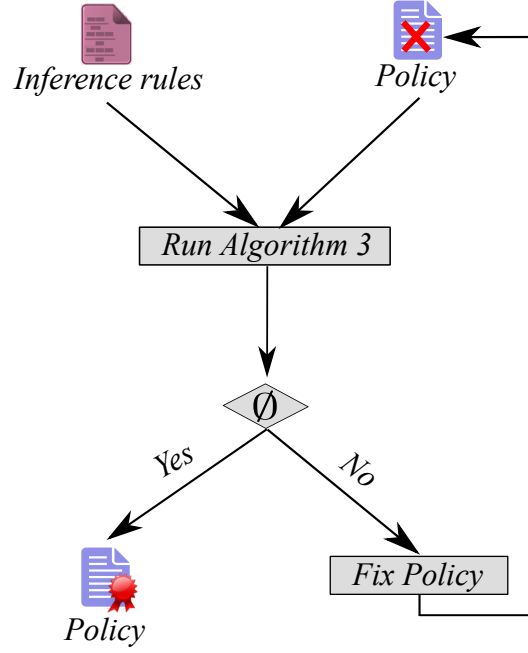 Inference rules
Policy
Run Algorithm 3
Ø
Yes
No
Fix Policy
Policy